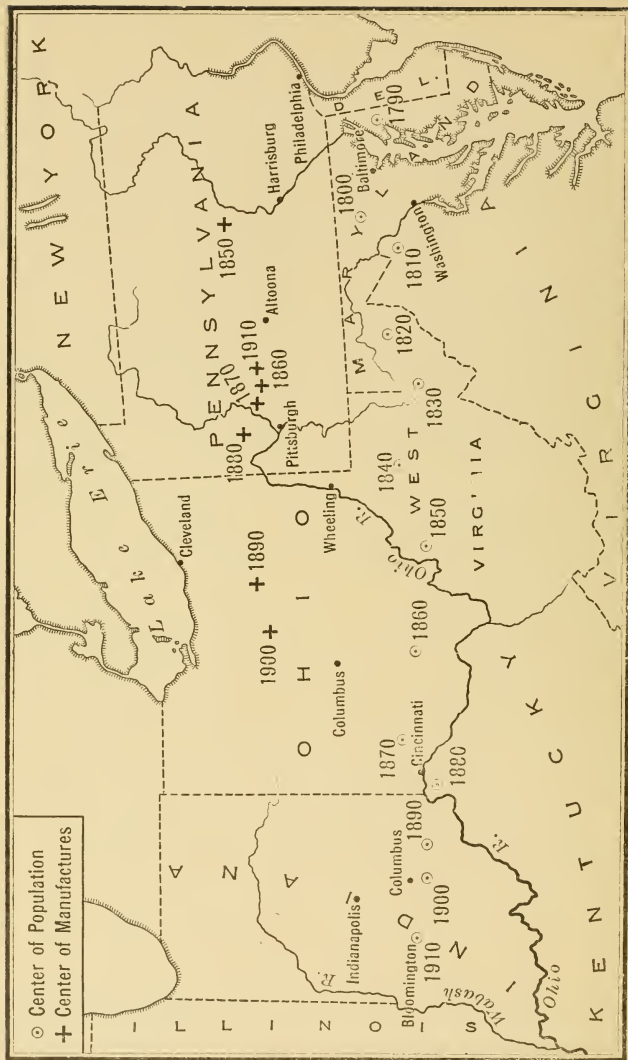 Center of Population
Center of Manufactures
NEW YORK
Lake Erie
PENNSYLVANIA
1850
Harrisburg
Philadelphia
Altoona
1870
1910
1860
1880
Pittsburgh
Cleveland
1890
1900
OHIO
Wheeling
Columbus
DEL.
1790
MARYLAND
1800
Baltimore
1810
Washington
1820
1830
WEST
VIRGINIA
1840
1850
Ohio R.
1860
1870
Cincinnati
1880
1890
Columbus
1900
Indianapolis
Bloomington
1910
INDIANA
ILLINOIS
Wabash R.
Ohio R.
KENTUCKY
VIRGINIA